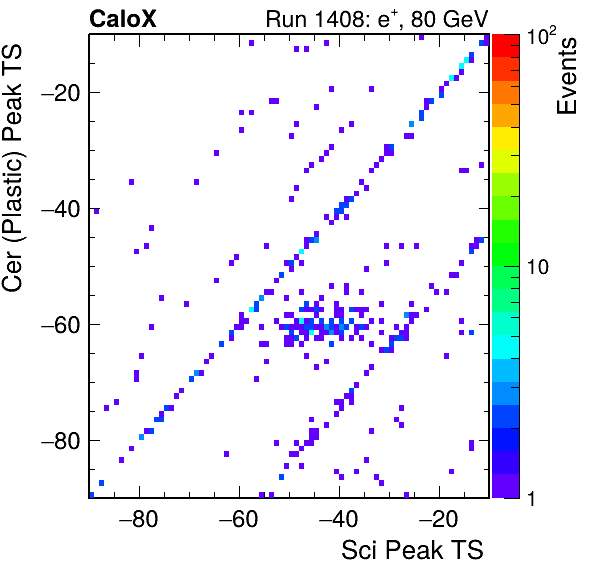 CaloX Run 1408: e+, 80 GeV
10²
Events
10
1
Cer (Plastic) Peak TS
−20
−40
−60
−80
−80 −60 −40 −20
Sci Peak TS